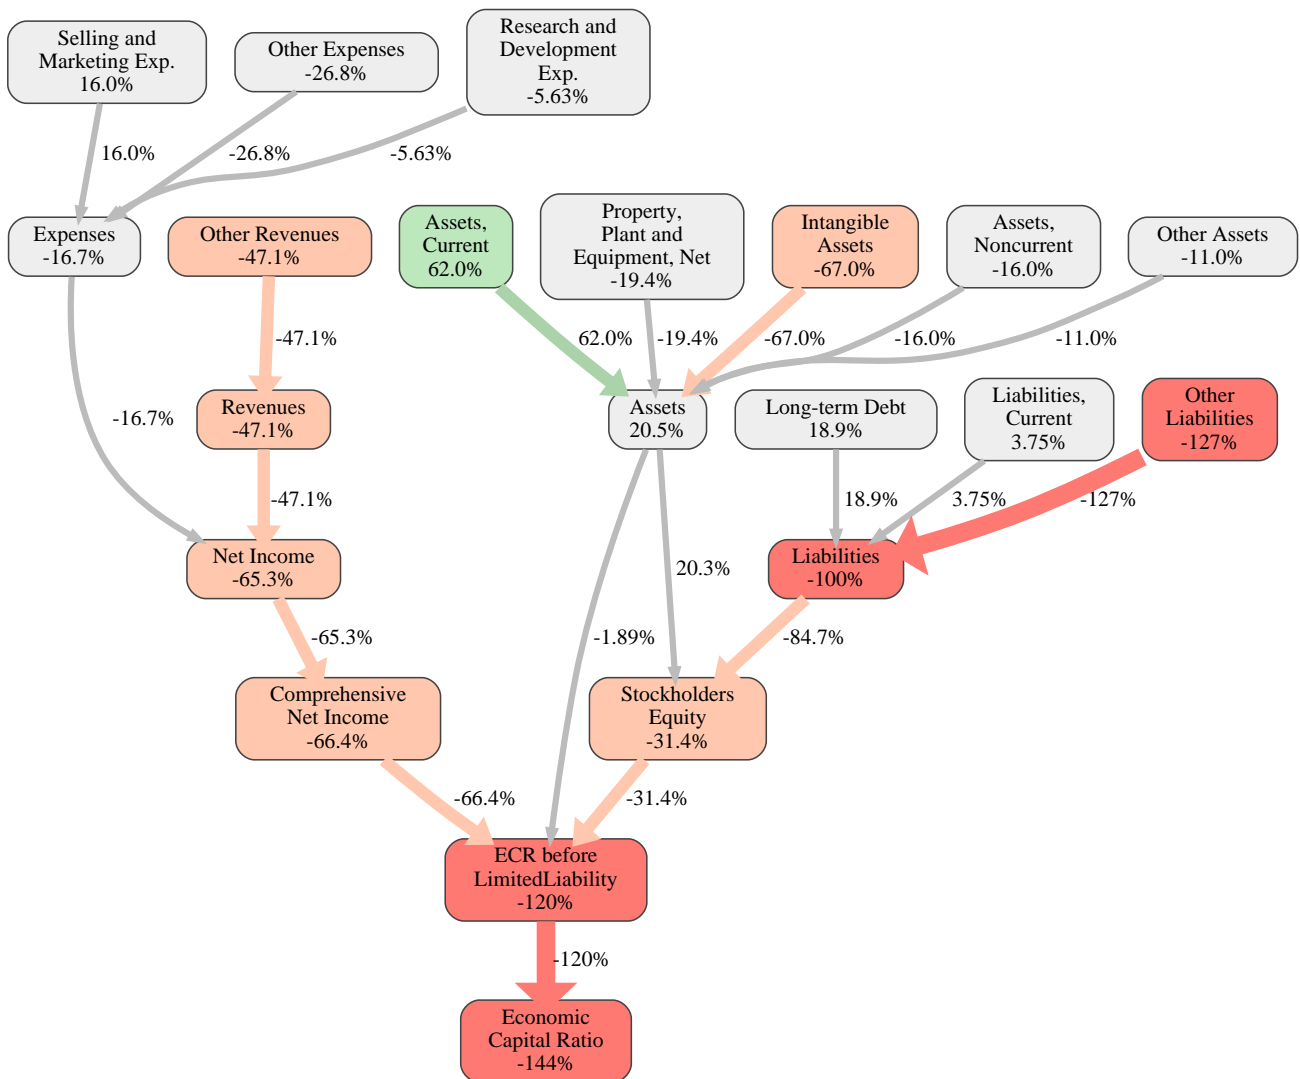 Selling and
Marketing Exp.
16.0%
Other Expenses
-26.8%
Research and
Development
Exp.
-5.63%
16.0%
-26.8%
-5.63%
Expenses
-16.7%
Other Revenues
-47.1%
Assets,
Current
62.0%
Property,
Plant and
Equipment, Net
-19.4%
Intangible
Assets
-67.0%
Assets,
Noncurrent
-16.0%
Other Assets
-11.0%
-47.1%
62.0%
-19.4%
-67.0%
-16.0%
-11.0%
-16.7%
Revenues
-47.1%
Assets
20.5%
Long-term Debt
18.9%
Liabilities,
Current
3.75%
Other
Liabilities
-127%
-47.1%
18.9%
3.75%
-127%
Net Income
-65.3%
20.3%
Liabilities
-100%
-65.3%
-1.89%
-84.7%
Comprehensive
Net Income
-66.4%
Stockholders
Equity
-31.4%
-66.4%
-31.4%
ECR before
LimitedLiability
-120%
-120%
Economic
Capital Ratio
-144%